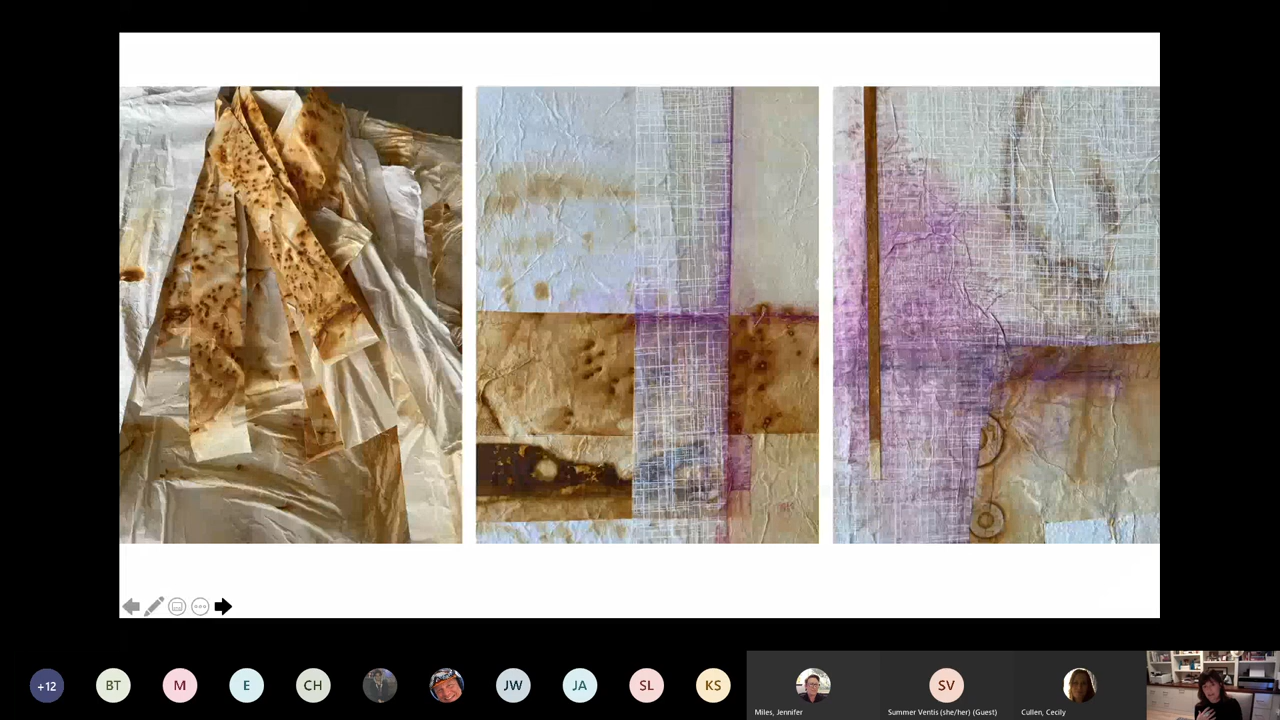 +12
BT
M
E
CH
JW
JA
SL
KS
SV
Miles, Jennifer
Summer Ventis (she/her) (Guest)
Cullen, Cecily